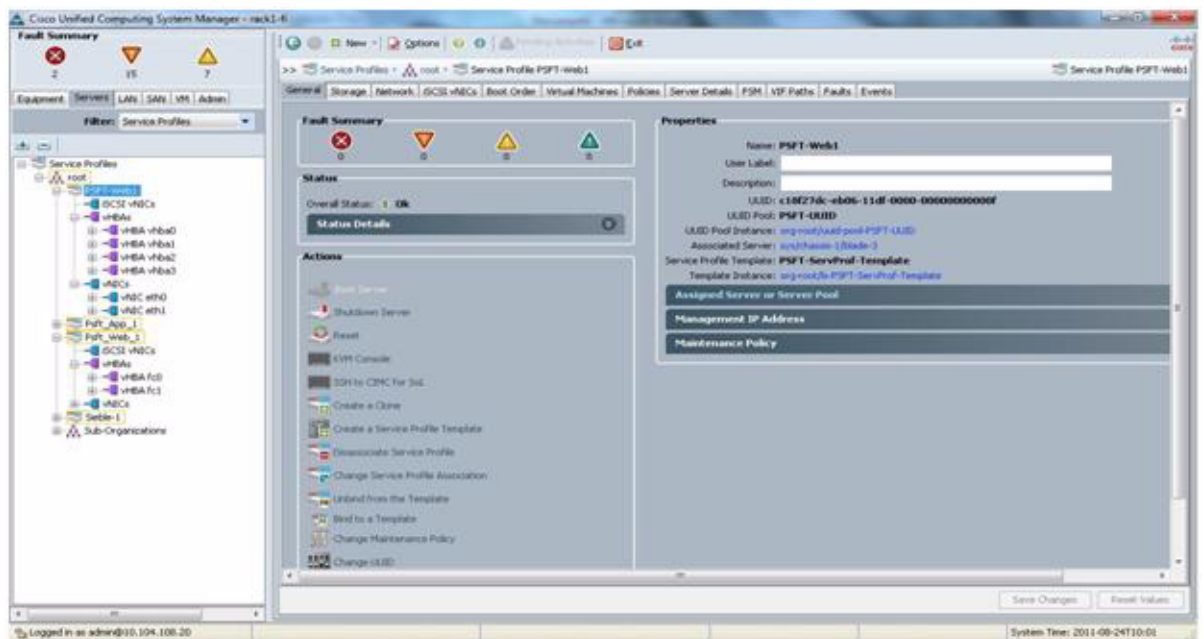 Cisco Unified Computing System Manager - rack1-fi
Fault Summary
2 15 7
Equipment Servers LAN SAN VM Admin
Filter: Service Profiles
Service Profiles
root
PSFT-Web1
iSCSI vNICs
vHBAs
vHBA vhba0
vHBA vhba1
vHBA vhba2
vHBA vhba3
vNICs
vNIC eth0
vNIC eth1
Psft_App_1
Psft_Web_1
iSCSI vNICs
vHBAs
vHBA fc0
vHBA fc1
vNICs
Sieble-1
Sub-Organizations
New Options Pending Activities Exit
>> Service Profiles root Service Profile PSFT-Web1
Service Profile PSFT-Web1
General Storage Network iSCSI vNICs Boot Order Virtual Machines Policies Server Details FSM VIF Paths Faults Events
Fault Summary
0 0 0 0
Status
Overall Status: Ok
Status Details
Actions
Boot Server
Shutdown Server
Reset
KVM Console
SSH to CIMC for SoL
Create a Clone
Create a Service Profile Template
Disassociate Service Profile
Change Service Profile Association
Unbind from the Template
Bind to a Template
Change Maintenance Policy
Change UUID
Properties
Name: PSFT-Web1
User Label:
Description:
UUID: c18f27dc-eb06-11df-0000-00000000000f
UUID Pool: PSFT-UUID
UUID Pool Instance: org-root/uuid-pool-PSFT-UUID
Associated Server: sys/chassis-1/blade-3
Service Profile Template: PSFT-ServProf-Template
Template Instance: org-root/ls-PSFT-ServProf-Template
Assigned Server or Server Pool
Management IP Address
Maintenance Policy
Save Changes Reset Values
Logged in as admin@10.104.108.20
System Time: 2011-08-24T10:01